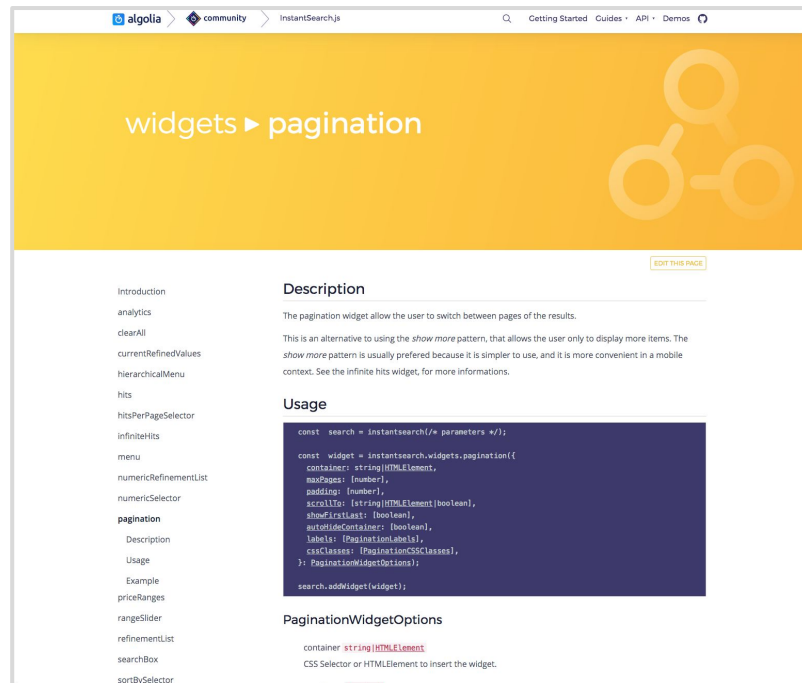 algolia community InstantSearch.js Getting Started Guides API Demos
widgets ▸ pagination
EDIT THIS PAGE
Introduction
analytics
clearAll
currentRefinedValues
hierarchicalMenu
hits
hitsPerPageSelector
infiniteHits
menu
numericRefinementList
numericSelector
pagination
Description
Usage
Example
priceRanges
rangeSlider
refinementList
searchBox
sortBySelector
Description
The pagination widget allow the user to switch between pages of the results.
This is an alternative to using the show more pattern, that allows the user only to display more items. The
show more pattern is usually prefered because it is simpler to use, and it is more convenient in a mobile
context. See the infinite hits widget, for more informations.
Usage
const search = instantsearch(/* parameters */);
const widget = instantsearch.widgets.pagination({
container: string|HTMLElement,
maxPages: [number],
padding: [number],
scrollTo: [string|HTMLElement|boolean],
showFirstLast: [boolean],
autoHideContainer: [boolean],
labels: [PaginationLabels],
cssClasses: [PaginationCSSClasses],
}: PaginationWidgetOptions);
search.addWidget(widget);
PaginationWidgetOptions
container string|HTMLElement
CSS Selector or HTMLElement to insert the widget.